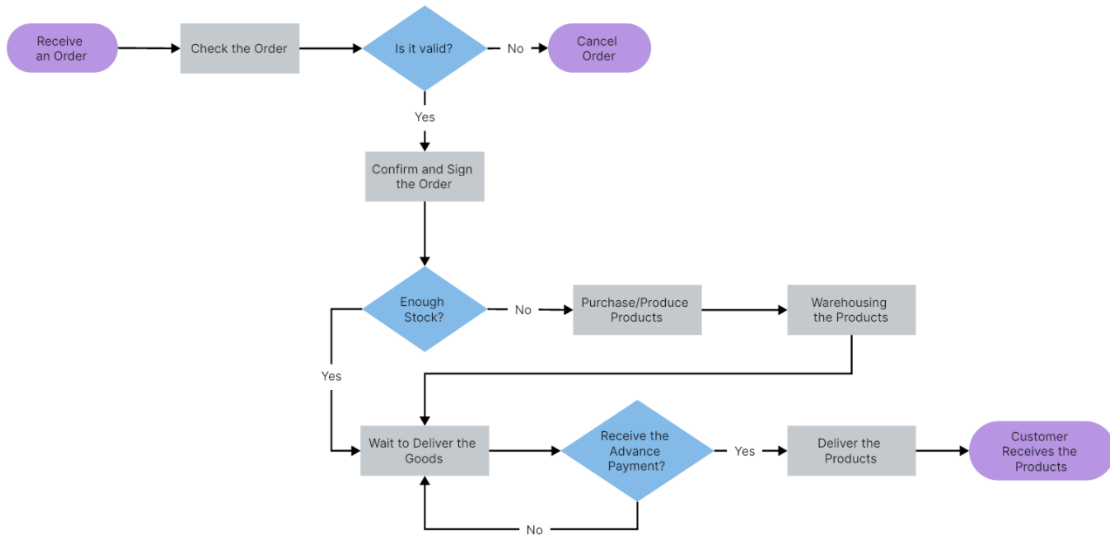 Receive
an Order
Check the Order
Is it valid?
No
Cancel
Order
Yes
Confirm and Sign
the Order
Enough
Stock?
No
Purchase/Produce
Products
Warehousing
the Products
Yes
Wait to Deliver the
Goods
Receive the
Advance
Payment?
Yes
Deliver the
Products
Customer
Receives the
Products
No